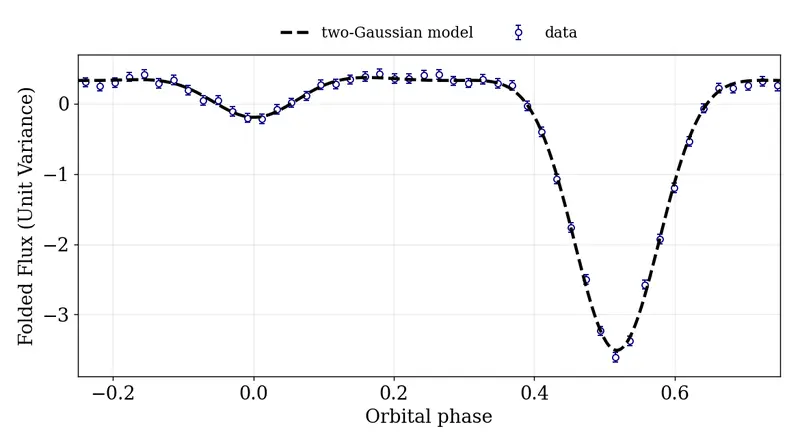 two-Gaussian model
data
Folded Flux (Unit Variance)
0
−1
−2
−3
−0.2
0.0
0.2
0.4
0.6
Orbital phase